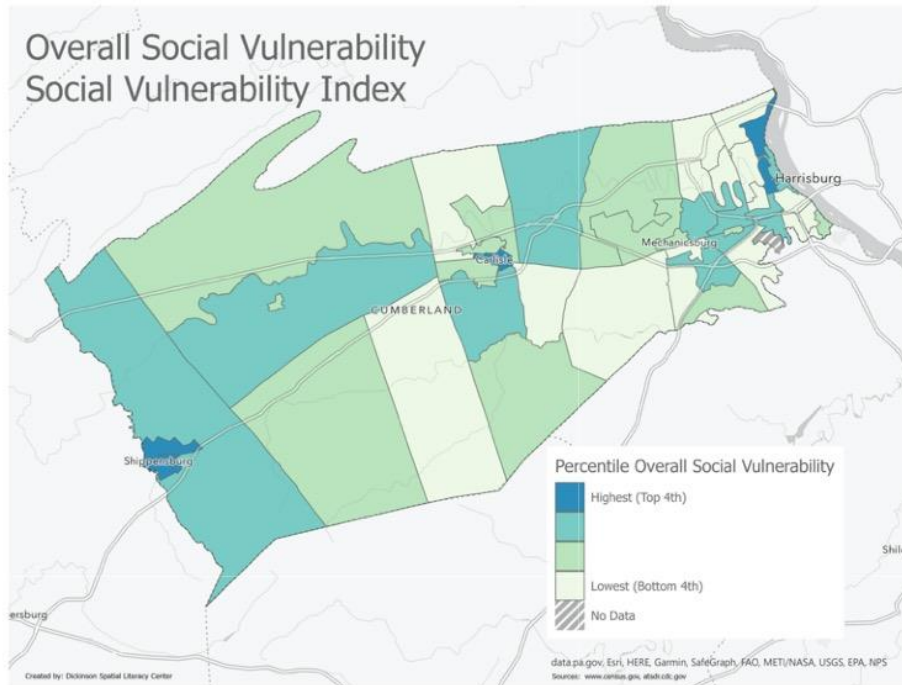 Overall Social Vulnerability
Social Vulnerability Index
Harrisburg
Mechanicsburg
Carlisle
CUMBERLAND
Shippensburg
Percentile Overall Social Vulnerability
Highest (Top 4th)
Lowest (Bottom 4th)
No Data
Shil
ersburg
data.pa.gov, Esri, HERE, Garmin, SafeGraph, FAO, METI/NASA, USGS, EPA, NPS
Created by: Dickinson Spatial Literacy Center
Sources: www.census.gov, atsdr.cdc.gov